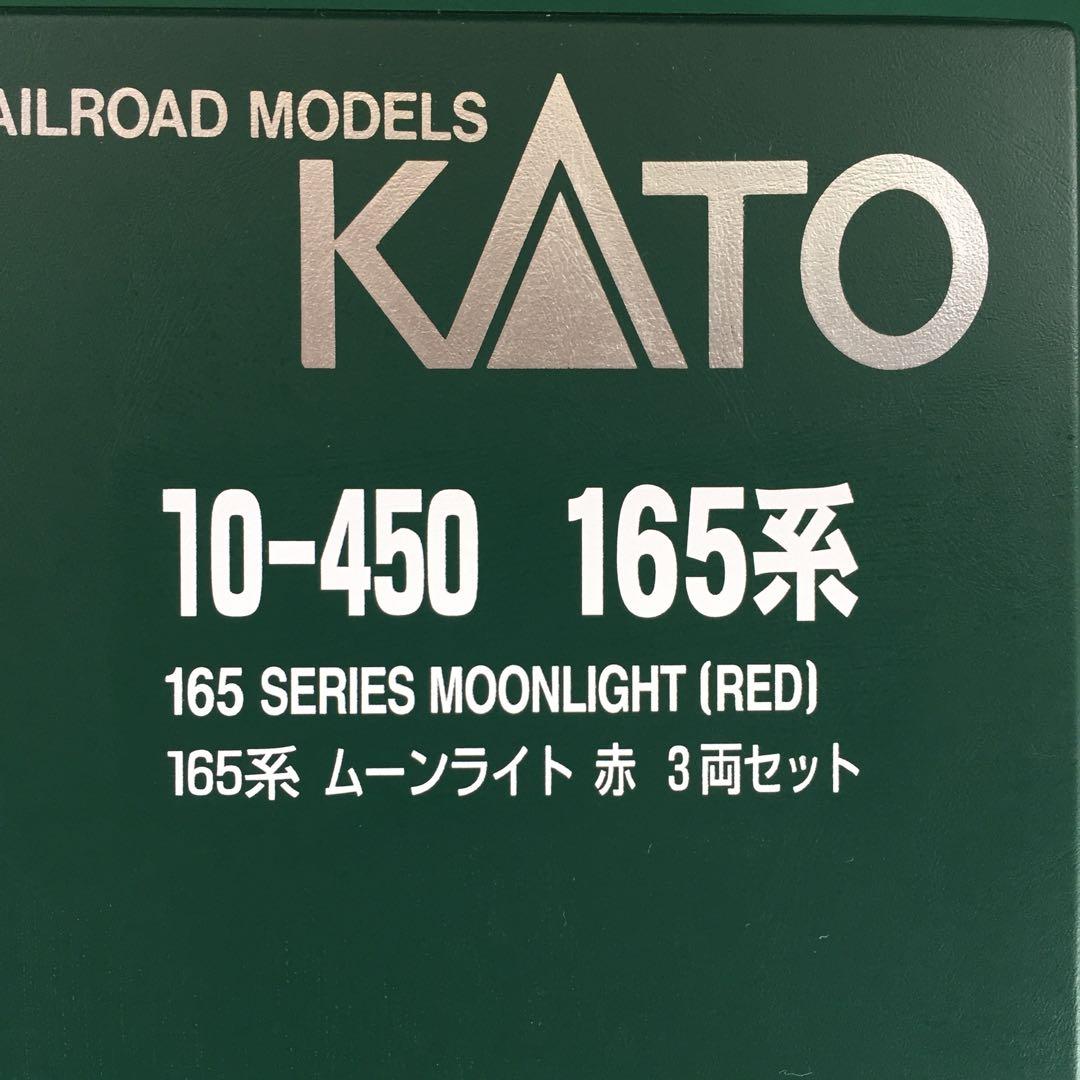 AILROAD MODELS
KATO
10-450 165系
165 SERIES MOONLIGHT (RED)
165系 ムーンライト 赤 3両セット